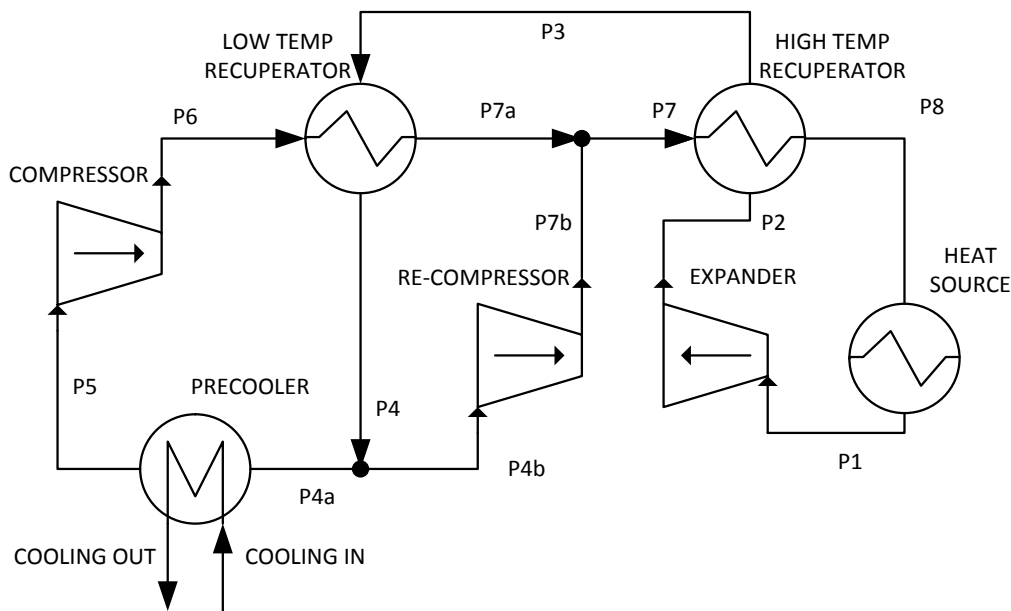 P3
LOW TEMP
RECUPERATOR
HIGH TEMP
RECUPERATOR
P6
P7a
P7
P8
COMPRESSOR
P7b
P2
RE-COMPRESSOR
EXPANDER
HEAT
SOURCE
P5
PRECOOLER
P4
P1
P4a
P4b
COOLING OUT
COOLING IN